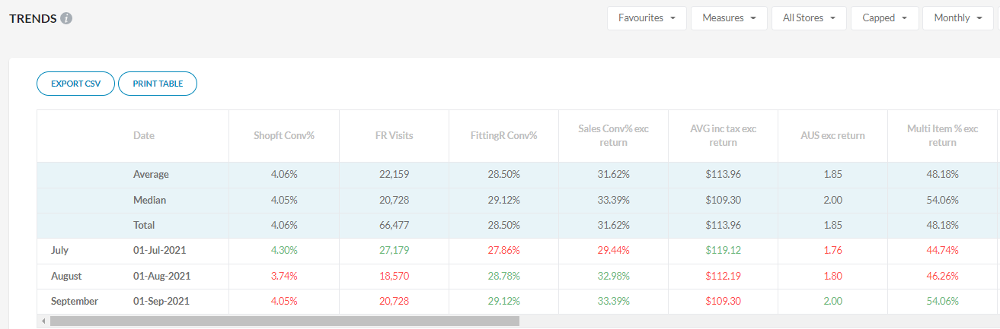 TRENDS i
Favourites Measures All Stores Capped Monthly
EXPORT CSV PRINT TABLE
Date Shopft Conv% FR Visits FittingR Conv% Sales Conv% exc return AVG inc tax exc return AUS exc return Multi Item % exc return
Average 4.06% 22,159 28.50% 31.62% $113.96 1.85 48.18%
Median 4.05% 20,728 29.12% 33.39% $109.30 2.00 54.06%
Total 4.06% 66,477 28.50% 31.62% $113.96 1.85 48.18%
July 01-Jul-2021 4.30% 27,179 27.86% 29.44% $119.12 1.76 44.74%
August 01-Aug-2021 3.74% 18,570 28.78% 32.98% $112.19 1.80 46.26%
September 01-Sep-2021 4.05% 20,728 29.12% 33.39% $109.30 2.00 54.06%